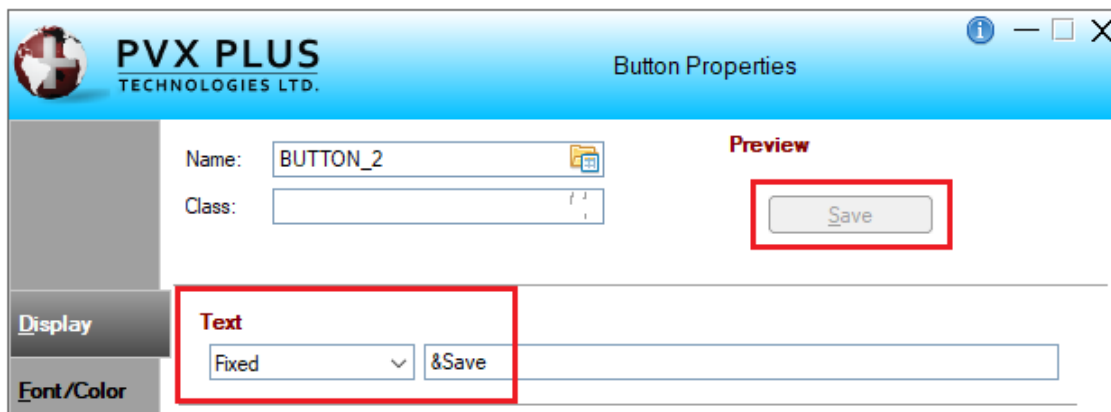 PVX PLUS
TECHNOLOGIES LTD.
Button Properties
Name: BUTTON_2
Preview
Class:
Save
Display
Text
Fixed &Save
Font/Color